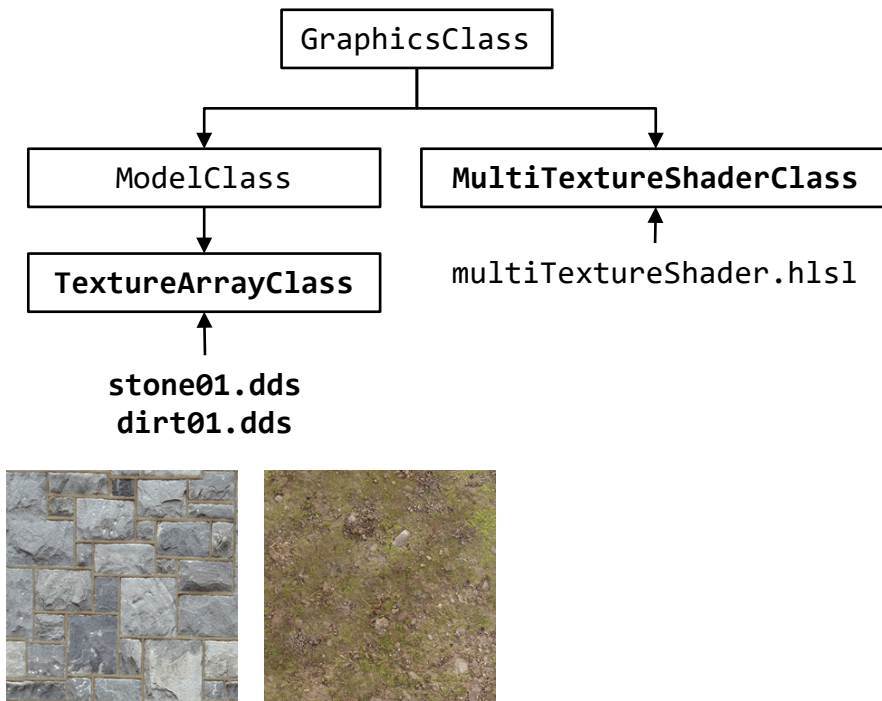 GraphicsClass
ModelClass
MultiTextureShaderClass
TextureArrayClass
multiTextureShader.hlsl
stone01.dds
dirt01.dds